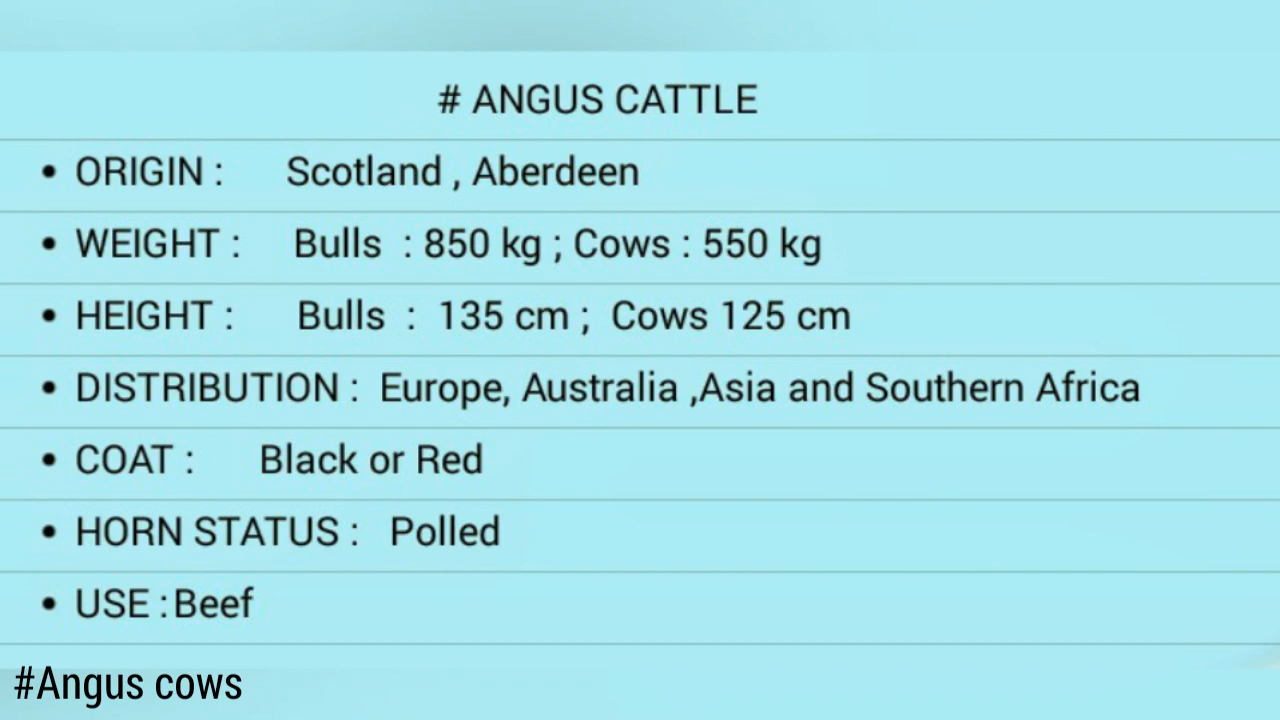 # ANGUS CATTLE
• ORIGIN : Scotland , Aberdeen
• WEIGHT : Bulls : 850 kg ; Cows : 550 kg
• HEIGHT : Bulls : 135 cm ; Cows 125 cm
• DISTRIBUTION : Europe, Australia ,Asia and Southern Africa
• COAT : Black or Red
• HORN STATUS : Polled
• USE :Beef
#Angus cows